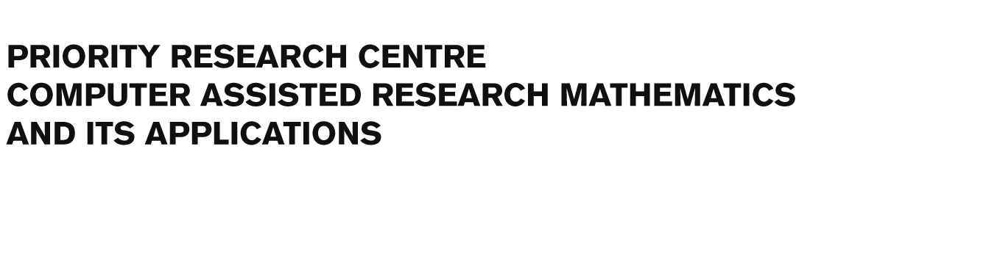 PRIORITY RESEARCH CENTRE
COMPUTER ASSISTED RESEARCH MATHEMATICS
AND ITS APPLICATIONS